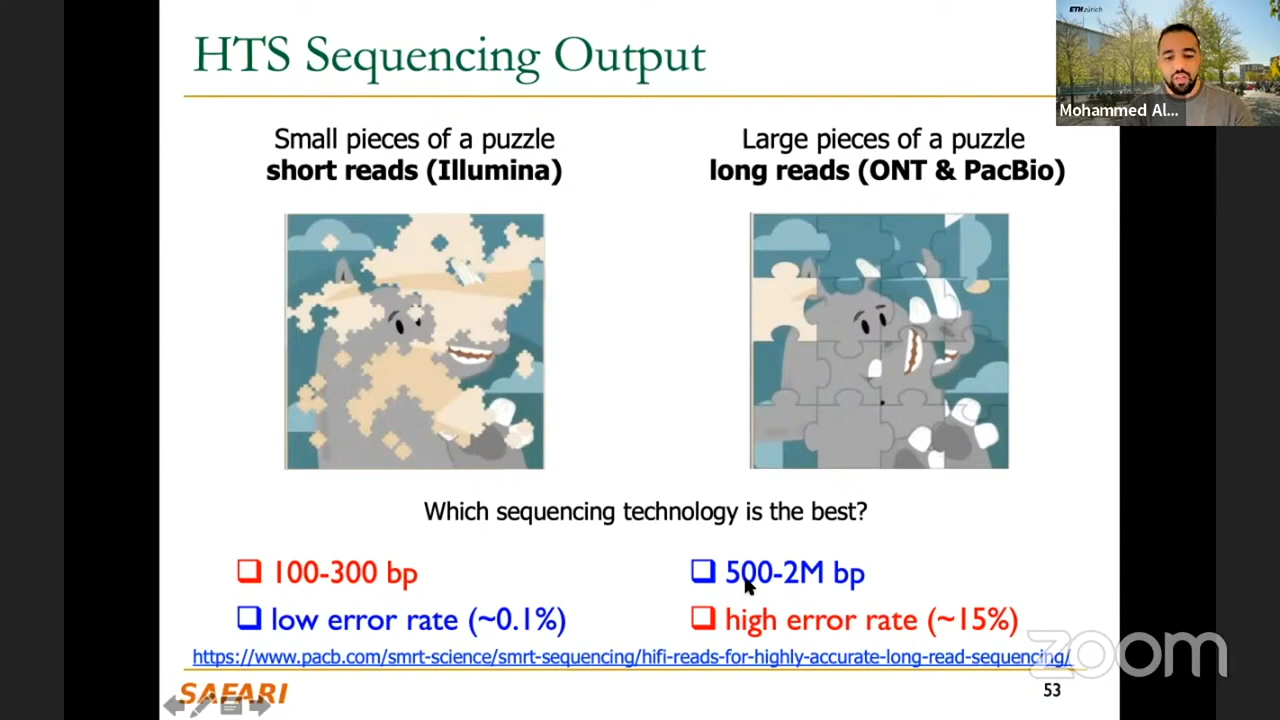 HTS Sequencing Output
ETH zürich
Mohammed Al...
Small pieces of a puzzle
short reads (Illumina)
Large pieces of a puzzle
long reads (ONT & PacBio)
Which sequencing technology is the best?
100-300 bp
low error rate (~0.1%)
500-2M bp
high error rate (~15%)
https://www.pacb.com/smrt-science/smrt-sequencing/hifi-reads-for-highly-accurate-long-read-sequencing/
zoom
SAFARI
53